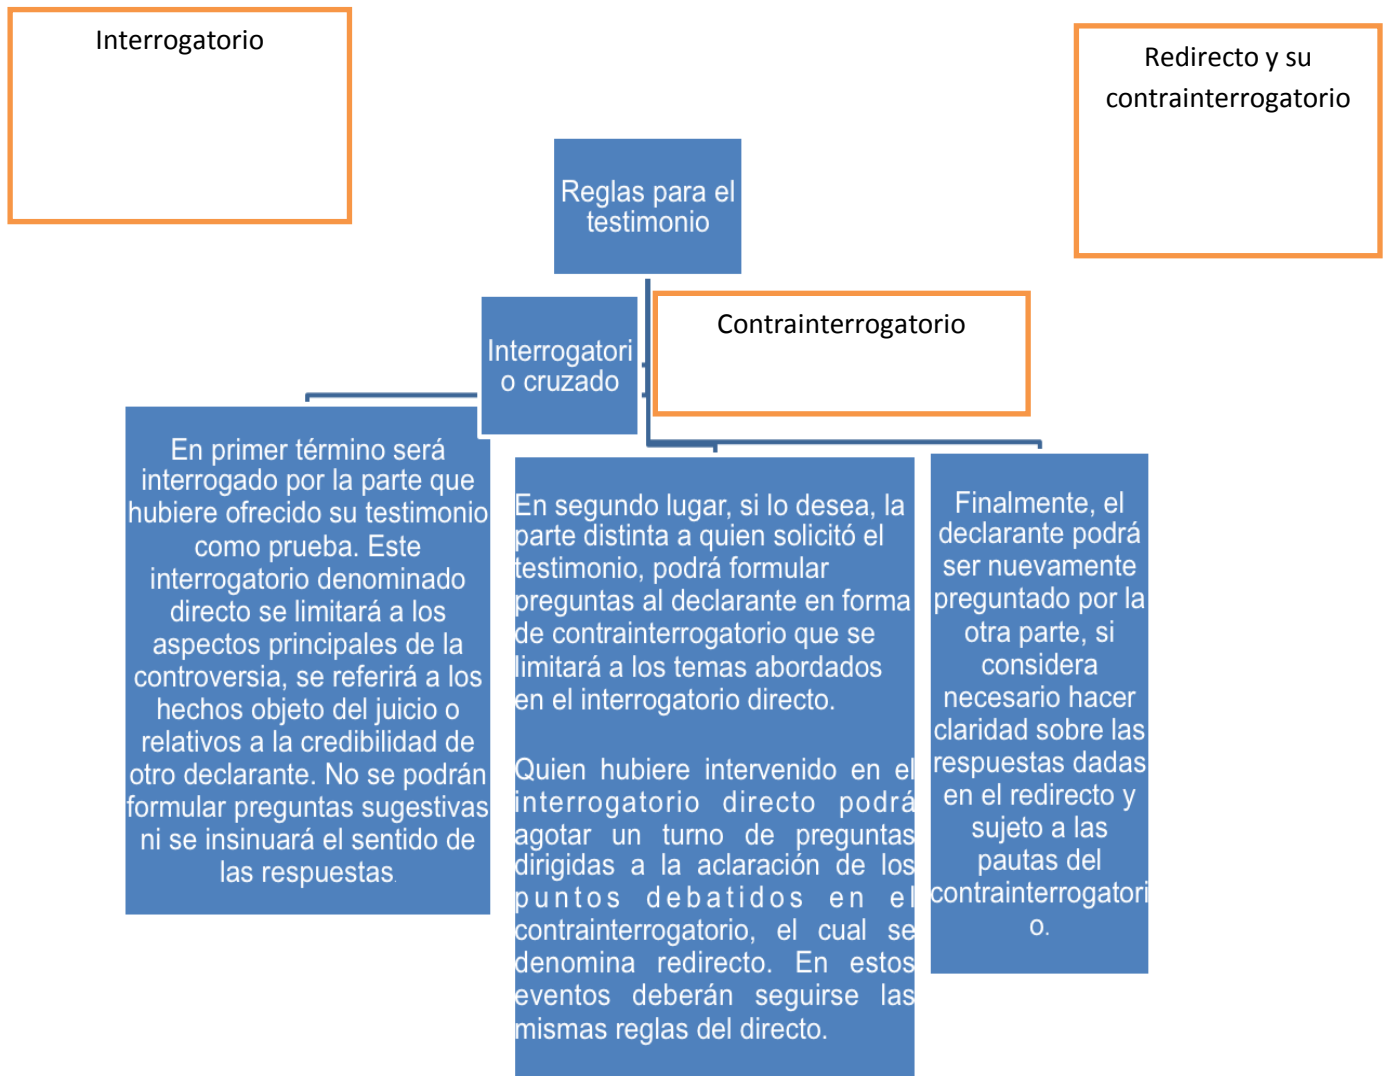 Interrogatorio
Redirecto y su
contrainterrogatorio
Reglas para el
testimonio
Interrogatori
o cruzado
Contrainterrogatorio
En primer término será
interrogado por la parte que
hubiere ofrecido su testimonio
como prueba. Este
interrogatorio denominado
directo se limitará a los
aspectos principales de la
controversia, se referirá a los
hechos objeto del juicio o
relativos a la credibilidad de
otro declarante. No se podrán
formular preguntas sugestivas
ni se insinuará el sentido de
las respuestas.
En segundo lugar, si lo desea, la
parte distinta a quien solicitó el
testimonio, podrá formular
preguntas al declarante en forma
de contrainterrogatorio que se
limitará a los temas abordados
en el interrogatorio directo.
Quien hubiere intervenido en el
interrogatorio directo podrá
agotar un turno de preguntas
dirigidas a la aclaración de los
puntos debatidos en el
contrainterrogatorio, el cual se
denomina redirecto. En estos
eventos deberán seguirse las
mismas reglas del directo.
Finalmente, el
declarante podrá
ser nuevamente
preguntado por la
otra parte, si
considera
necesario hacer
claridad sobre las
respuestas dadas
en el redirecto y
sujeto a las
pautas del
contrainterrogatori
o.